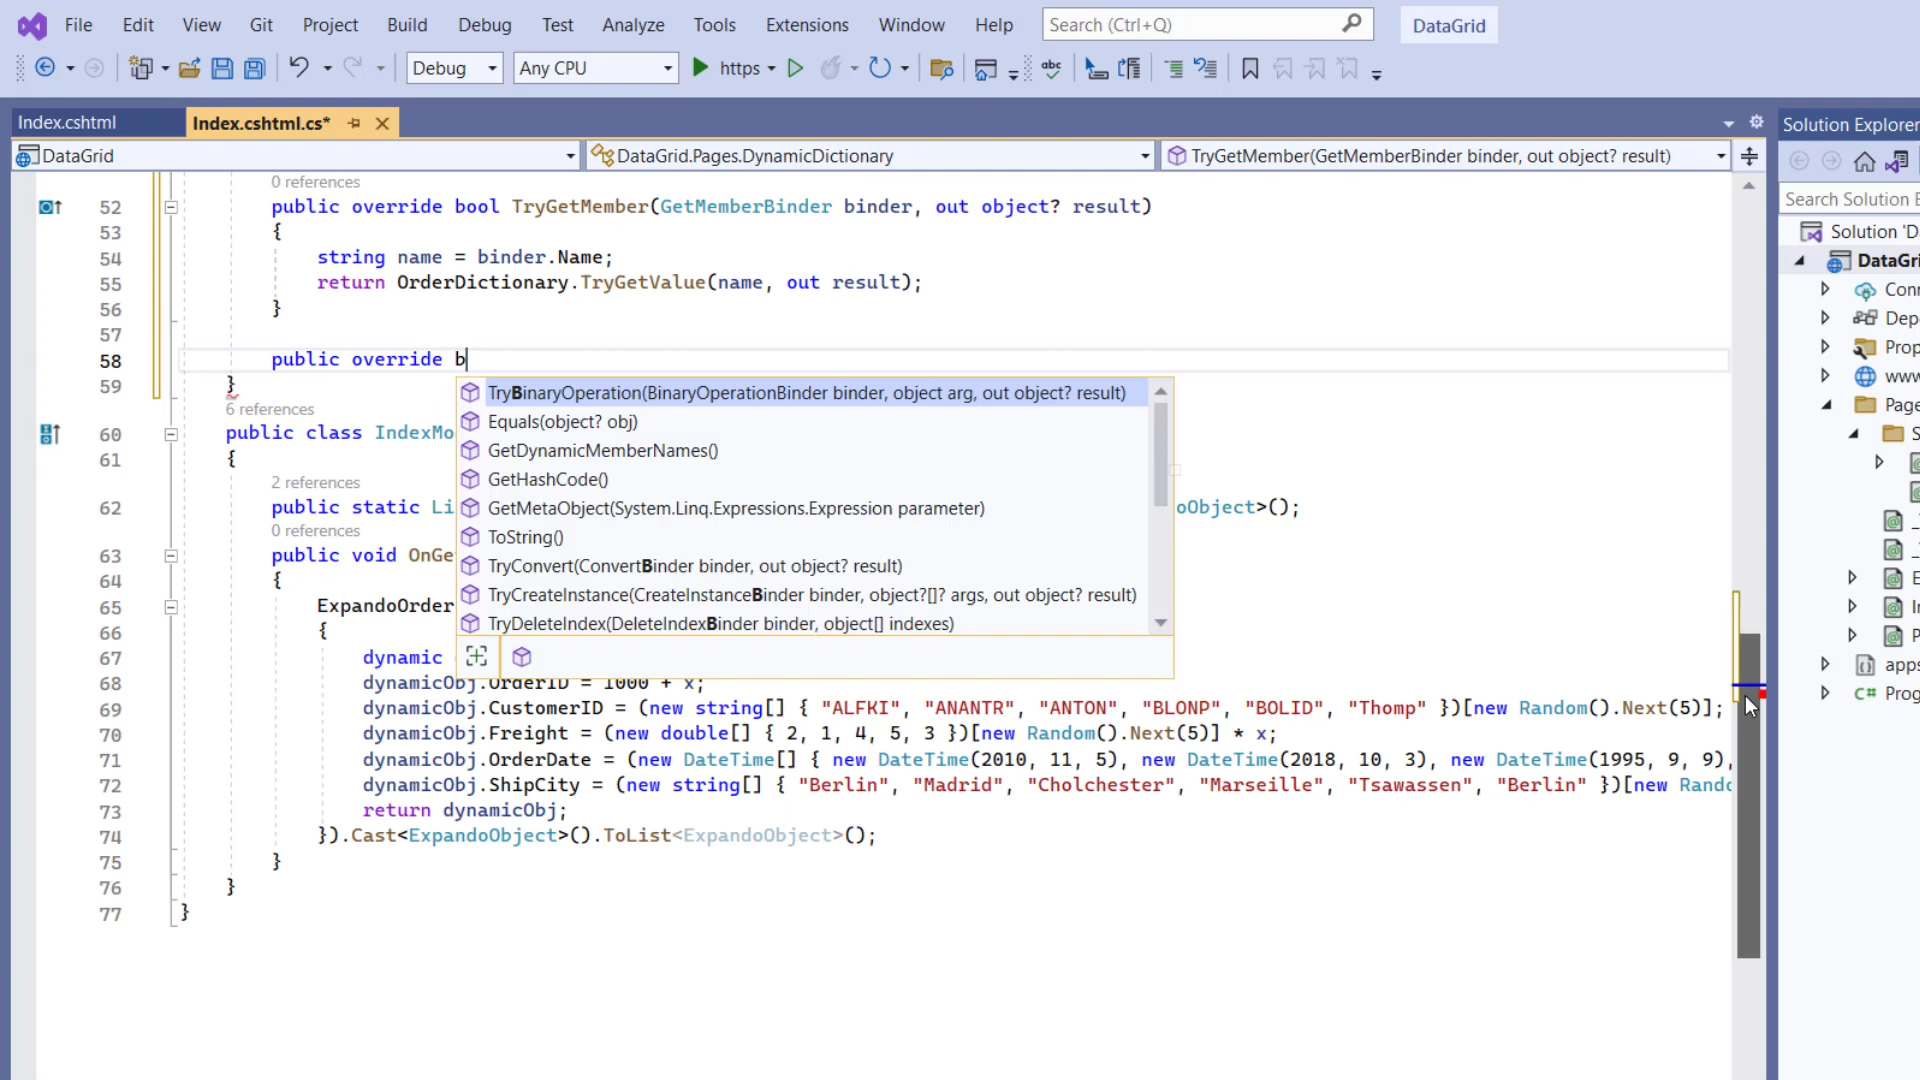 File Edit View Git Project Build Debug Test Analyze Tools Extensions Window Help Search (Ctrl+Q) DataGrid
Debug Any CPU https abc
Index.cshtml Index.cshtml.cs*
Solution Explorer
DataGrid DataGrid.Pages.DynamicDictionary TryGetMember(GetMemberBinder binder, out object? result)
0 references
52 public override bool TryGetMember(GetMemberBinder binder, out object? result)
53 {
54 string name = binder.Name;
55 return OrderDictionary.TryGetValue(name, out result);
56 }
57
58 public override b
59 }
TryBinaryOperation(BinaryOperationBinder binder, object arg, out object? result)
Equals(object? obj)
GetDynamicMemberNames()
GetHashCode()
GetMetaObject(System.Linq.Expressions.Expression parameter)
ToString()
TryConvert(ConvertBinder binder, out object? result)
TryCreateInstance(CreateInstanceBinder binder, object?[]? args, out object? result)
TryDeleteIndex(DeleteIndexBinder binder, object[] indexes)
6 references
60 public class IndexMo
61 {
2 references
62 public static Li oObject>();
0 references
63 public void OnGe
64 {
65 ExpandoOrder
66 {
67 dynamic
68 dynamicObj.OrderID = 1000 + x;
69 dynamicObj.CustomerID = (new string[] { "ALFKI", "ANANTR", "ANTON", "BLONP", "BOLID", "Thomp" })[new Random().Next(5)];
70 dynamicObj.Freight = (new double[] { 2, 1, 4, 5, 3 })[new Random().Next(5)] * x;
71 dynamicObj.OrderDate = (new DateTime[] { new DateTime(2010, 11, 5), new DateTime(2018, 10, 3), new DateTime(1995, 9, 9),
72 dynamicObj.ShipCity = (new string[] { "Berlin", "Madrid", "Cholchester", "Marseille", "Tsawassen", "Berlin" })[new Rand
73 return dynamicObj;
74 }).Cast<ExpandoObject>().ToList<ExpandoObject>();
75 }
76 }
77 }
Search Solution E
Solution 'D
DataGri
Conn
Depe
Prop
www
Page
S
E
I
P
apps
C# Prog